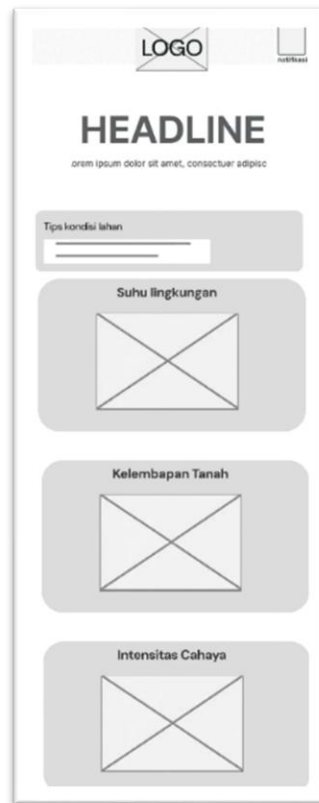 LOGO
notifikasi
HEADLINE
orem ipsum dolor sit amet, consectuer adipisc
Tips kondisi lahan
Suhu lingkungan
Kelembapan Tanah
Intensitas Cahaya